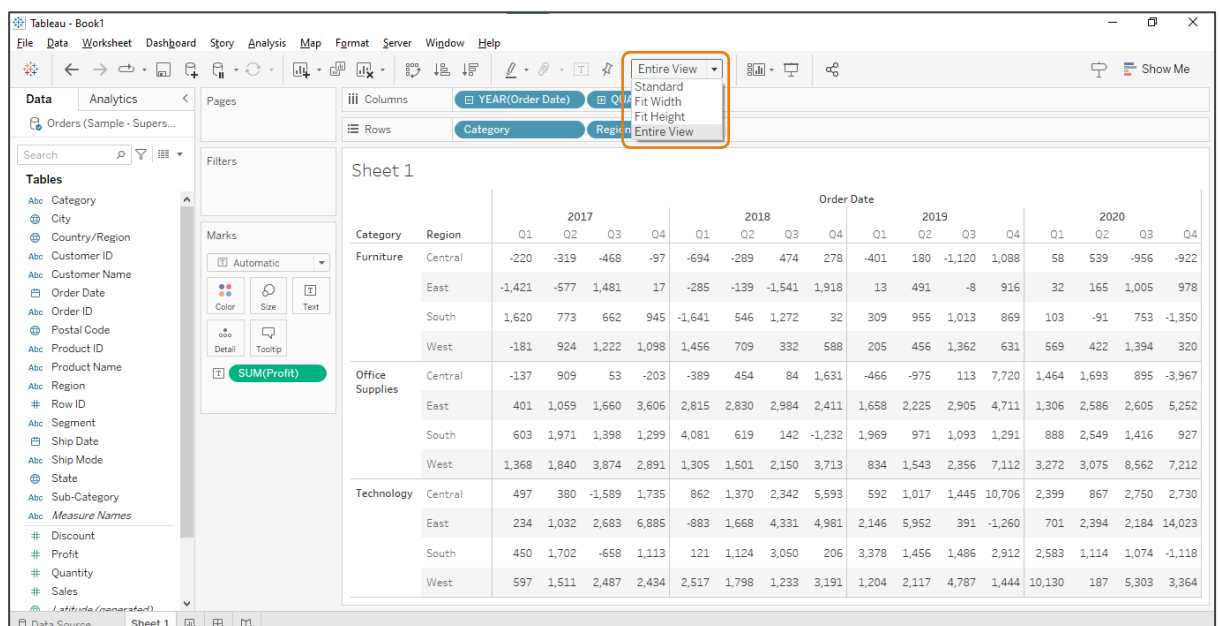 Tableau - Book1
File Data Worksheet Dashboard Story Analysis Map Format Server Window Help
Entire View
Show Me
Standard
Fit Width
Fit Height
Entire View
Data Analytics
Orders (Sample - Supers...
Search
Tables
Abc Category
City
Country/Region
Abc Customer ID
Abc Customer Name
Order Date
Abc Order ID
Postal Code
Abc Product ID
Abc Product Name
Abc Region
# Row ID
Abc Segment
Ship Date
Abc Ship Mode
State
Abc Sub-Category
Abc Measure Names
# Discount
# Profit
# Quantity
# Sales
Latitude (generated)
Pages
Filters
Marks
Automatic
Color Size Text
Detail Tooltip
SUM(Profit)
Columns YEAR(Order Date)
Rows Category
Sheet 1
Order Date
2017 2018 2019 2020
Category Region Q1 Q2 Q3 Q4 Q1 Q2 Q3 Q4 Q1 Q2 Q3 Q4 Q1 Q2 Q3 Q4
Furniture Central -220 -319 -468 -97 -694 -289 474 278 -401 180 -1,120 1,088 58 539 -956 -922
East -1,421 -577 1,481 17 -285 -139 -1,541 1,918 13 491 -8 916 32 165 1,005 978
South 1,620 773 662 945 -1,641 546 1,272 32 309 955 1,013 869 103 -91 753 -1,350
West -181 924 1,222 1,098 1,456 709 332 588 205 456 1,362 631 569 422 1,394 320
Office Central -137 909 53 -203 -389 454 84 1,631 -466 -975 113 7,720 1,464 1,693 895 -3,967
Supplies
East 401 1,059 1,660 3,606 2,815 2,830 2,984 2,411 1,658 2,225 2,905 4,711 1,306 2,586 2,605 5,252
South 603 1,971 1,398 1,299 4,081 619 142 -1,232 1,969 971 1,093 1,291 888 2,549 1,416 927
West 1,368 1,840 3,874 2,891 1,305 1,501 2,150 3,713 834 1,543 2,356 7,112 3,272 3,075 8,562 7,212
Technology Central 497 380 -1,589 1,735 862 1,370 2,342 5,593 592 1,017 1,445 10,706 2,399 867 2,750 2,730
East 234 1,032 2,683 6,885 -883 1,668 4,331 4,981 2,146 5,952 391 -1,260 701 2,394 2,184 14,023
South 450 1,702 -658 1,113 121 1,124 3,050 206 3,378 1,456 1,486 2,912 2,583 1,114 1,074 -1,118
West 597 1,511 2,487 2,434 2,517 1,798 1,233 3,191 1,204 2,117 4,787 1,444 10,130 187 5,303 3,364
Data Source Sheet 1